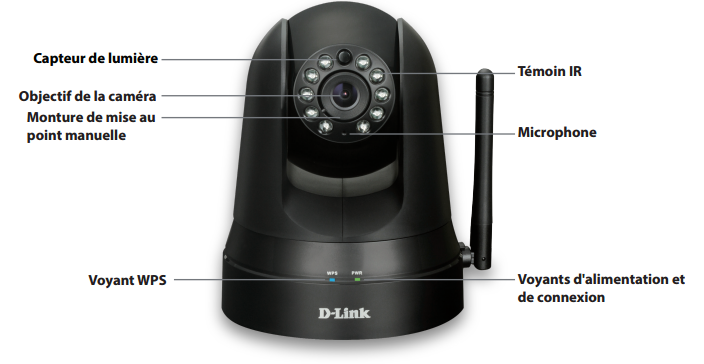 Capteur de lumière
Témoin IR
Objectif de la caméra
Monture de mise au
point manuelle
Microphone
WPS PWR
Voyant WPS
Voyants d'alimentation et
de connexion
D-Link